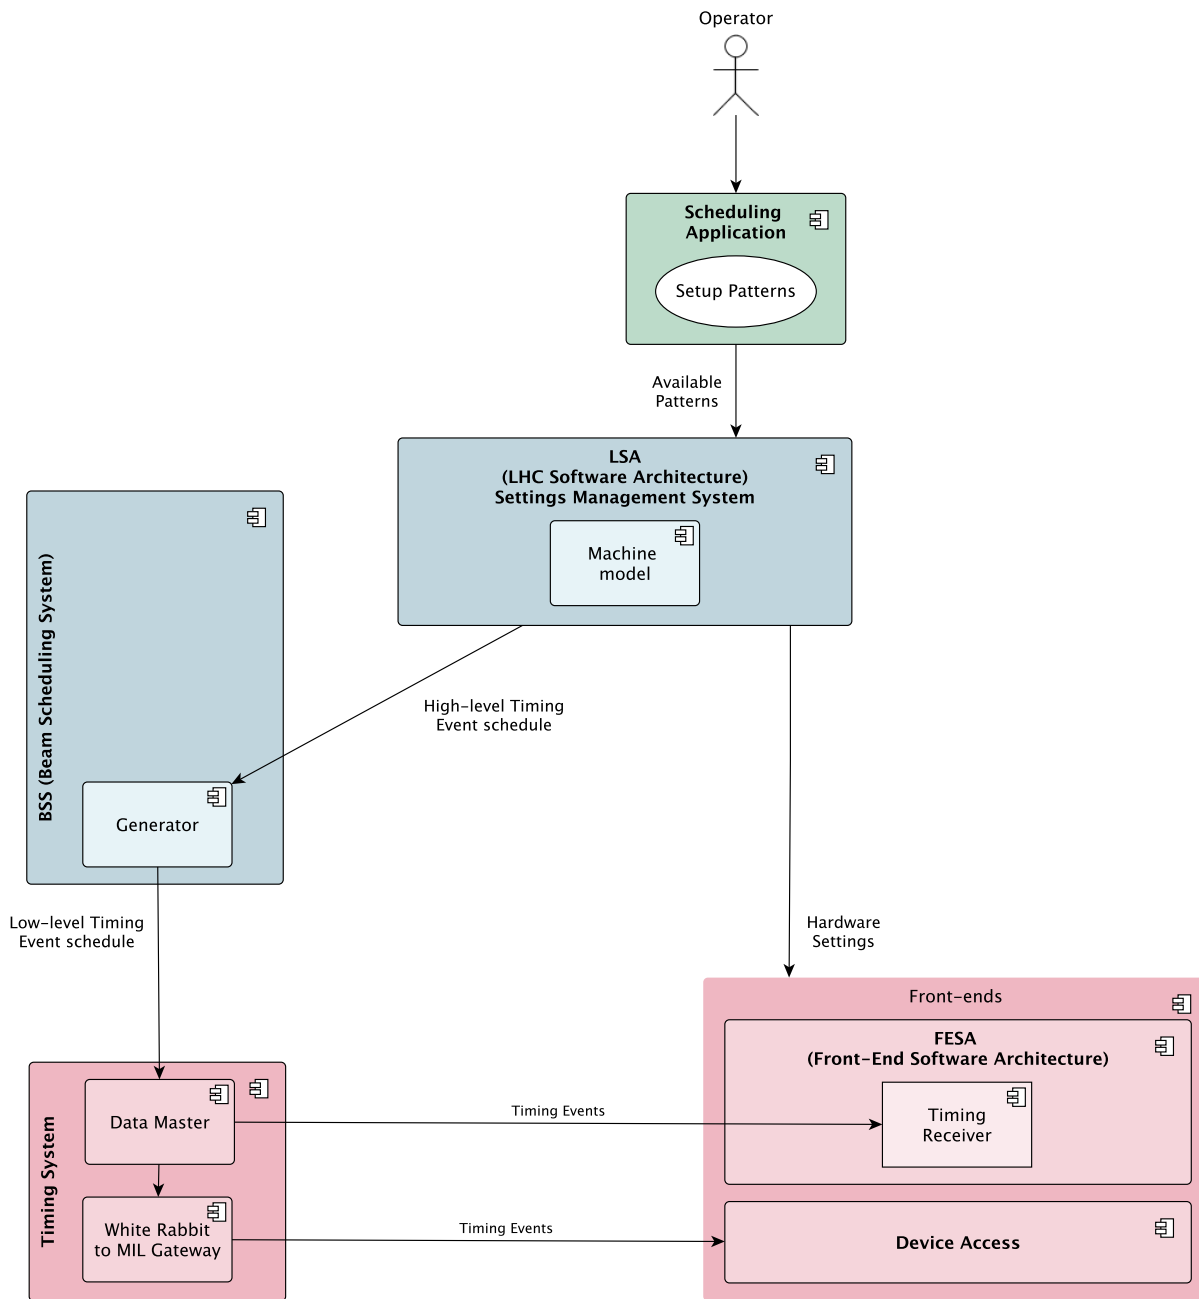 Operator
Scheduling
Application
Setup Patterns
Available
Patterns
LSA
(LHC Software Architecture)
Settings Management System
Machine
model
BSS (Beam Scheduling System)
High-level Timing
Event schedule
Generator
Low-level Timing
Event schedule
Hardware
Settings
Front-ends
FESA
(Front-End Software Architecture)
Timing System
Data Master
Timing Events
Timing
Receiver
White Rabbit
to MIL Gateway
Timing Events
Device Access